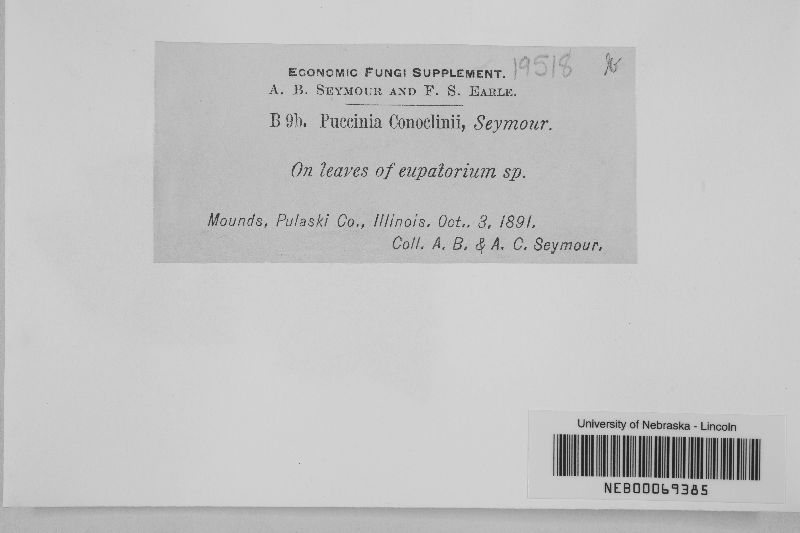 ECONOMIC FUNGI SUPPLEMENT. 19518
A. B. SEYMOUR AND F. S. EARLE.
B 9b. Puccinia Conoclinii, Seymour.
On leaves of eupatorium sp.
Mounds, Pulaski Co., Illinois. Oct., 3, 1891.
Coll. A. B. & A. C. Seymour.
University of Nebraska - Lincoln
NEB00069385